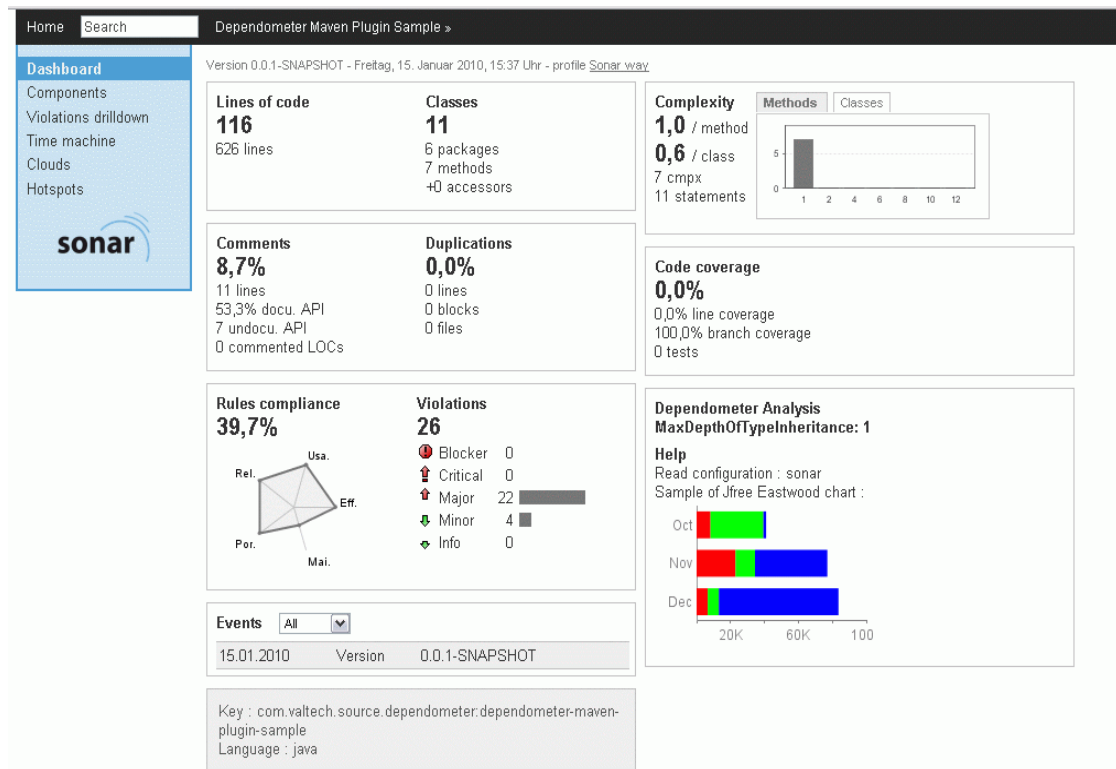 Home Search Dependometer Maven Plugin Sample »
Dashboard
Components
Violations drilldown
Time machine
Clouds
Hotspots
sonar
Version 0.0.1-SNAPSHOT - Freitag, 15. Januar 2010, 15:37 Uhr - profile Sonar way
Lines of code
116
626 lines
Classes
11
6 packages
7 methods
+0 accessors
Complexity
1,0 / method
0,6 / class
7 cmpx
11 statements
Methods Classes
5
0
1 2 4 6 8 10 12
Comments
8,7%
11 lines
53,3% docu. API
7 undocu. API
0 commented LOCs
Duplications
0,0%
0 lines
0 blocks
0 files
Code coverage
0,0%
0,0% line coverage
100,0% branch coverage
0 tests
Rules compliance
39,7%
Usa.
Rel.
Eff.
Por.
Mai.
Violations
26
Blocker 0
Critical 0
Major 22
Minor 4
Info 0
Dependometer Analysis
MaxDepthOfTypeInheritance: 1
Help
Read configuration : sonar
Sample of Jfree Eastwood chart :
Oct
Nov
Dec
20K 60K 100
Events All
15.01.2010 Version 0.0.1-SNAPSHOT
Key : com.valtech.source.dependometer:dependometer-maven-
plugin-sample
Language : java